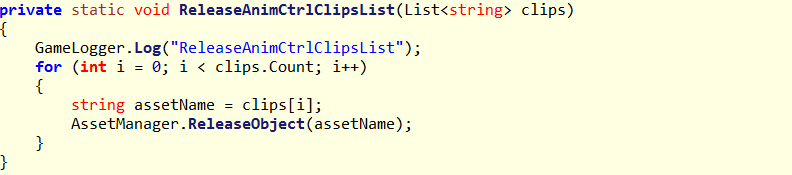 private static void ReleaseAnimCtrlClipsList(List<string> clips)
{
    GameLogger.Log("ReleaseAnimCtrlClipsList");
    for (int i = 0; i < clips.Count; i++)
    {
        string assetName = clips[i];
        AssetManager.ReleaseObject(assetName);
    }
}